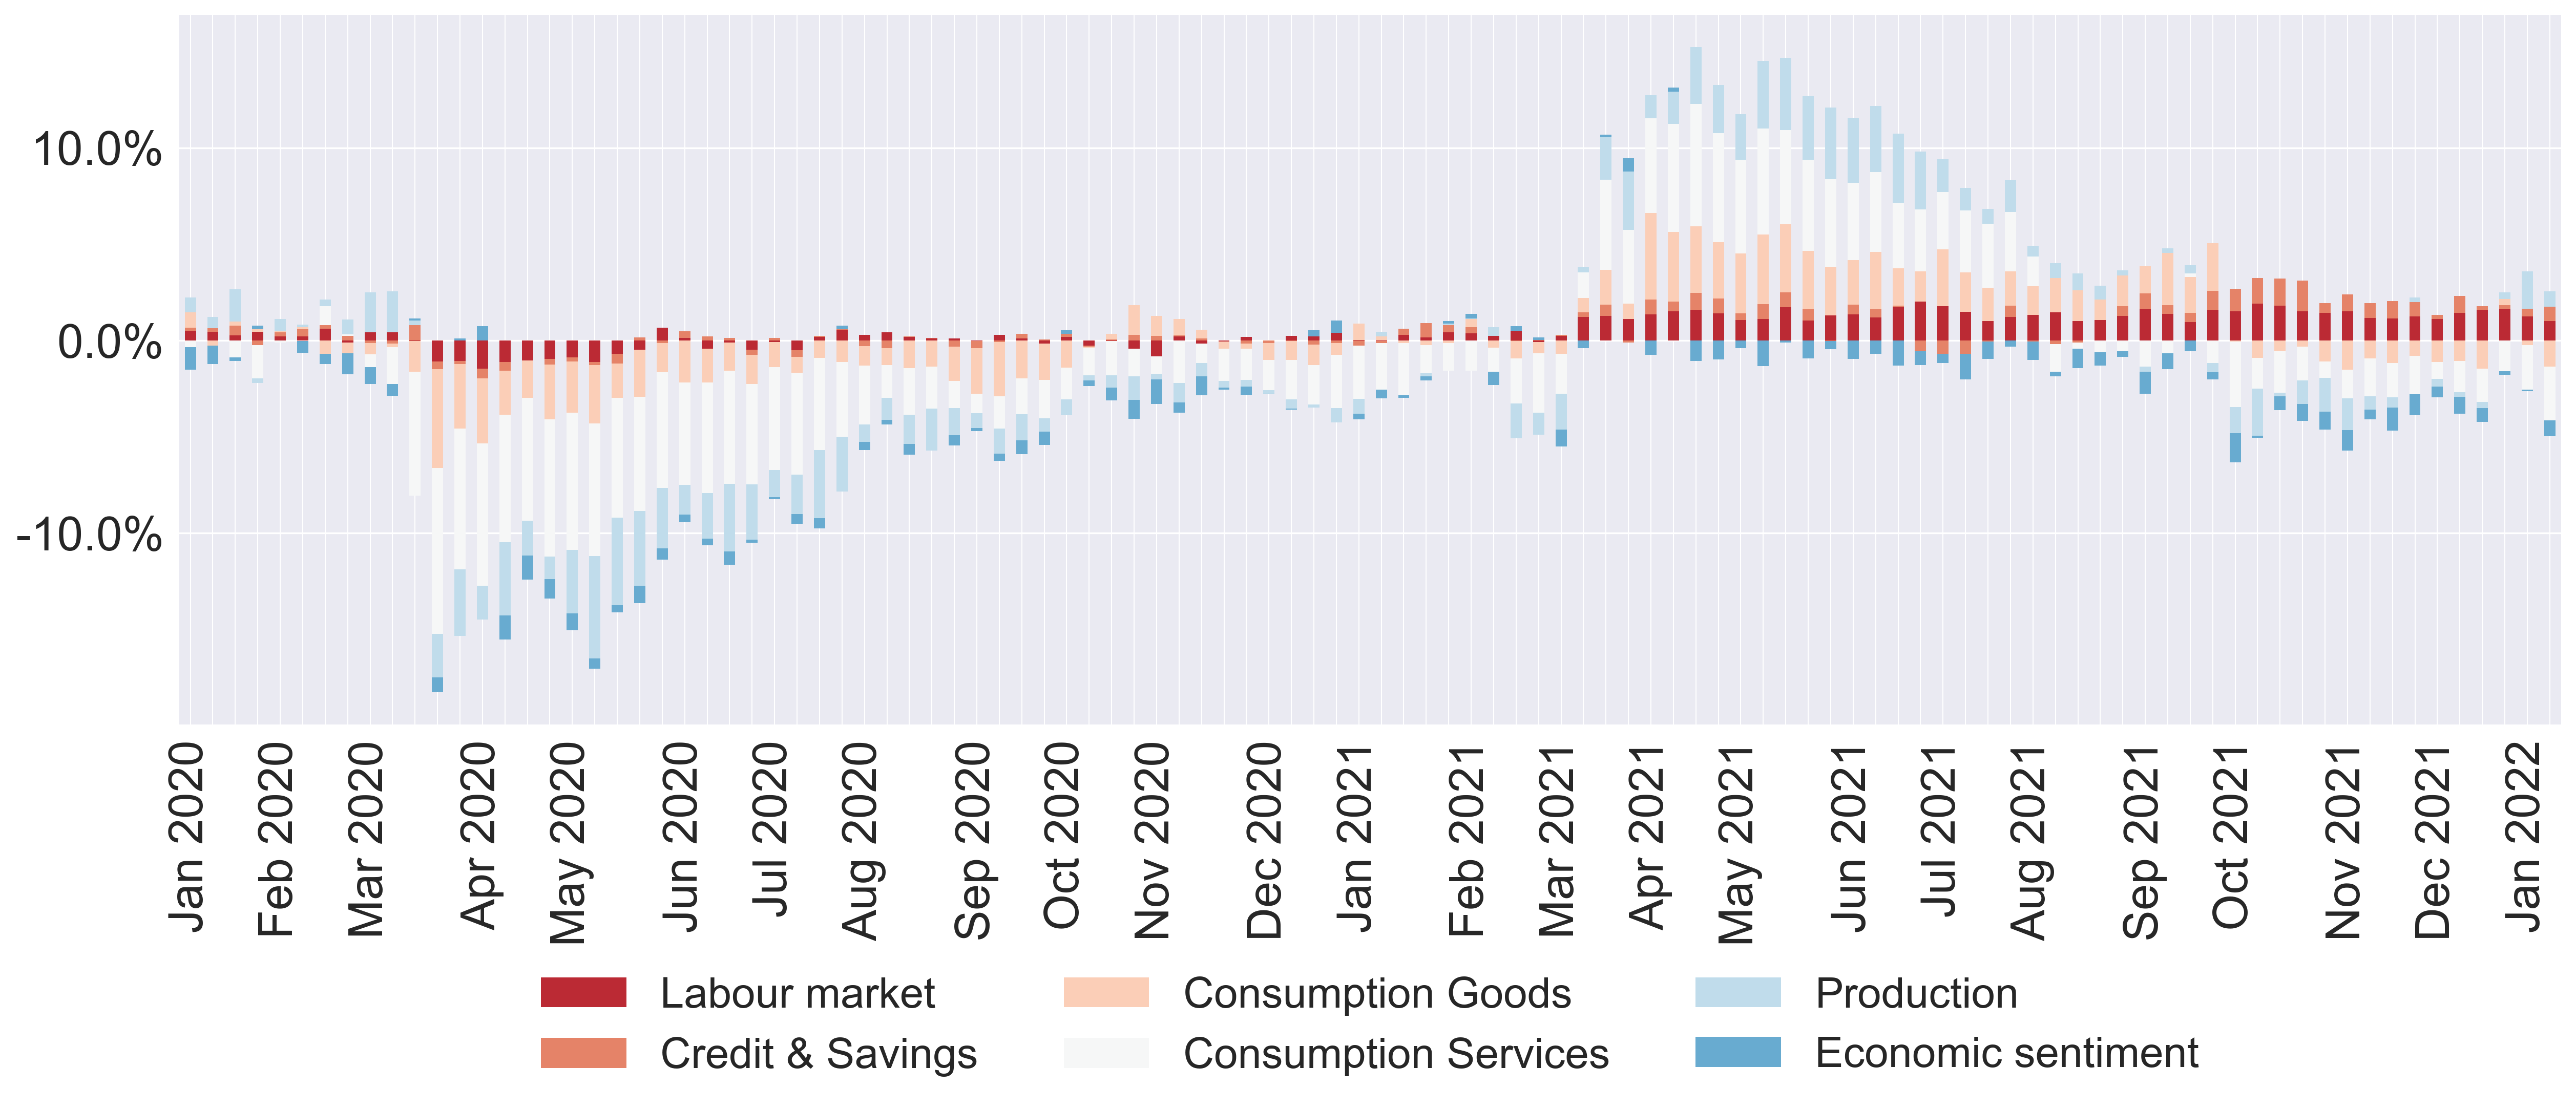 10.0%
0.0%
-10.0%
Jan 2020
Feb 2020
Mar 2020
Apr 2020
May 2020
Jun 2020
Jul 2020
Aug 2020
Sep 2020
Oct 2020
Nov 2020
Dec 2020
Jan 2021
Feb 2021
Mar 2021
Apr 2021
May 2021
Jun 2021
Jul 2021
Aug 2021
Sep 2021
Oct 2021
Nov 2021
Dec 2021
Jan 2022
Labour market
Consumption Goods
Production
Credit & Savings
Consumption Services
Economic sentiment